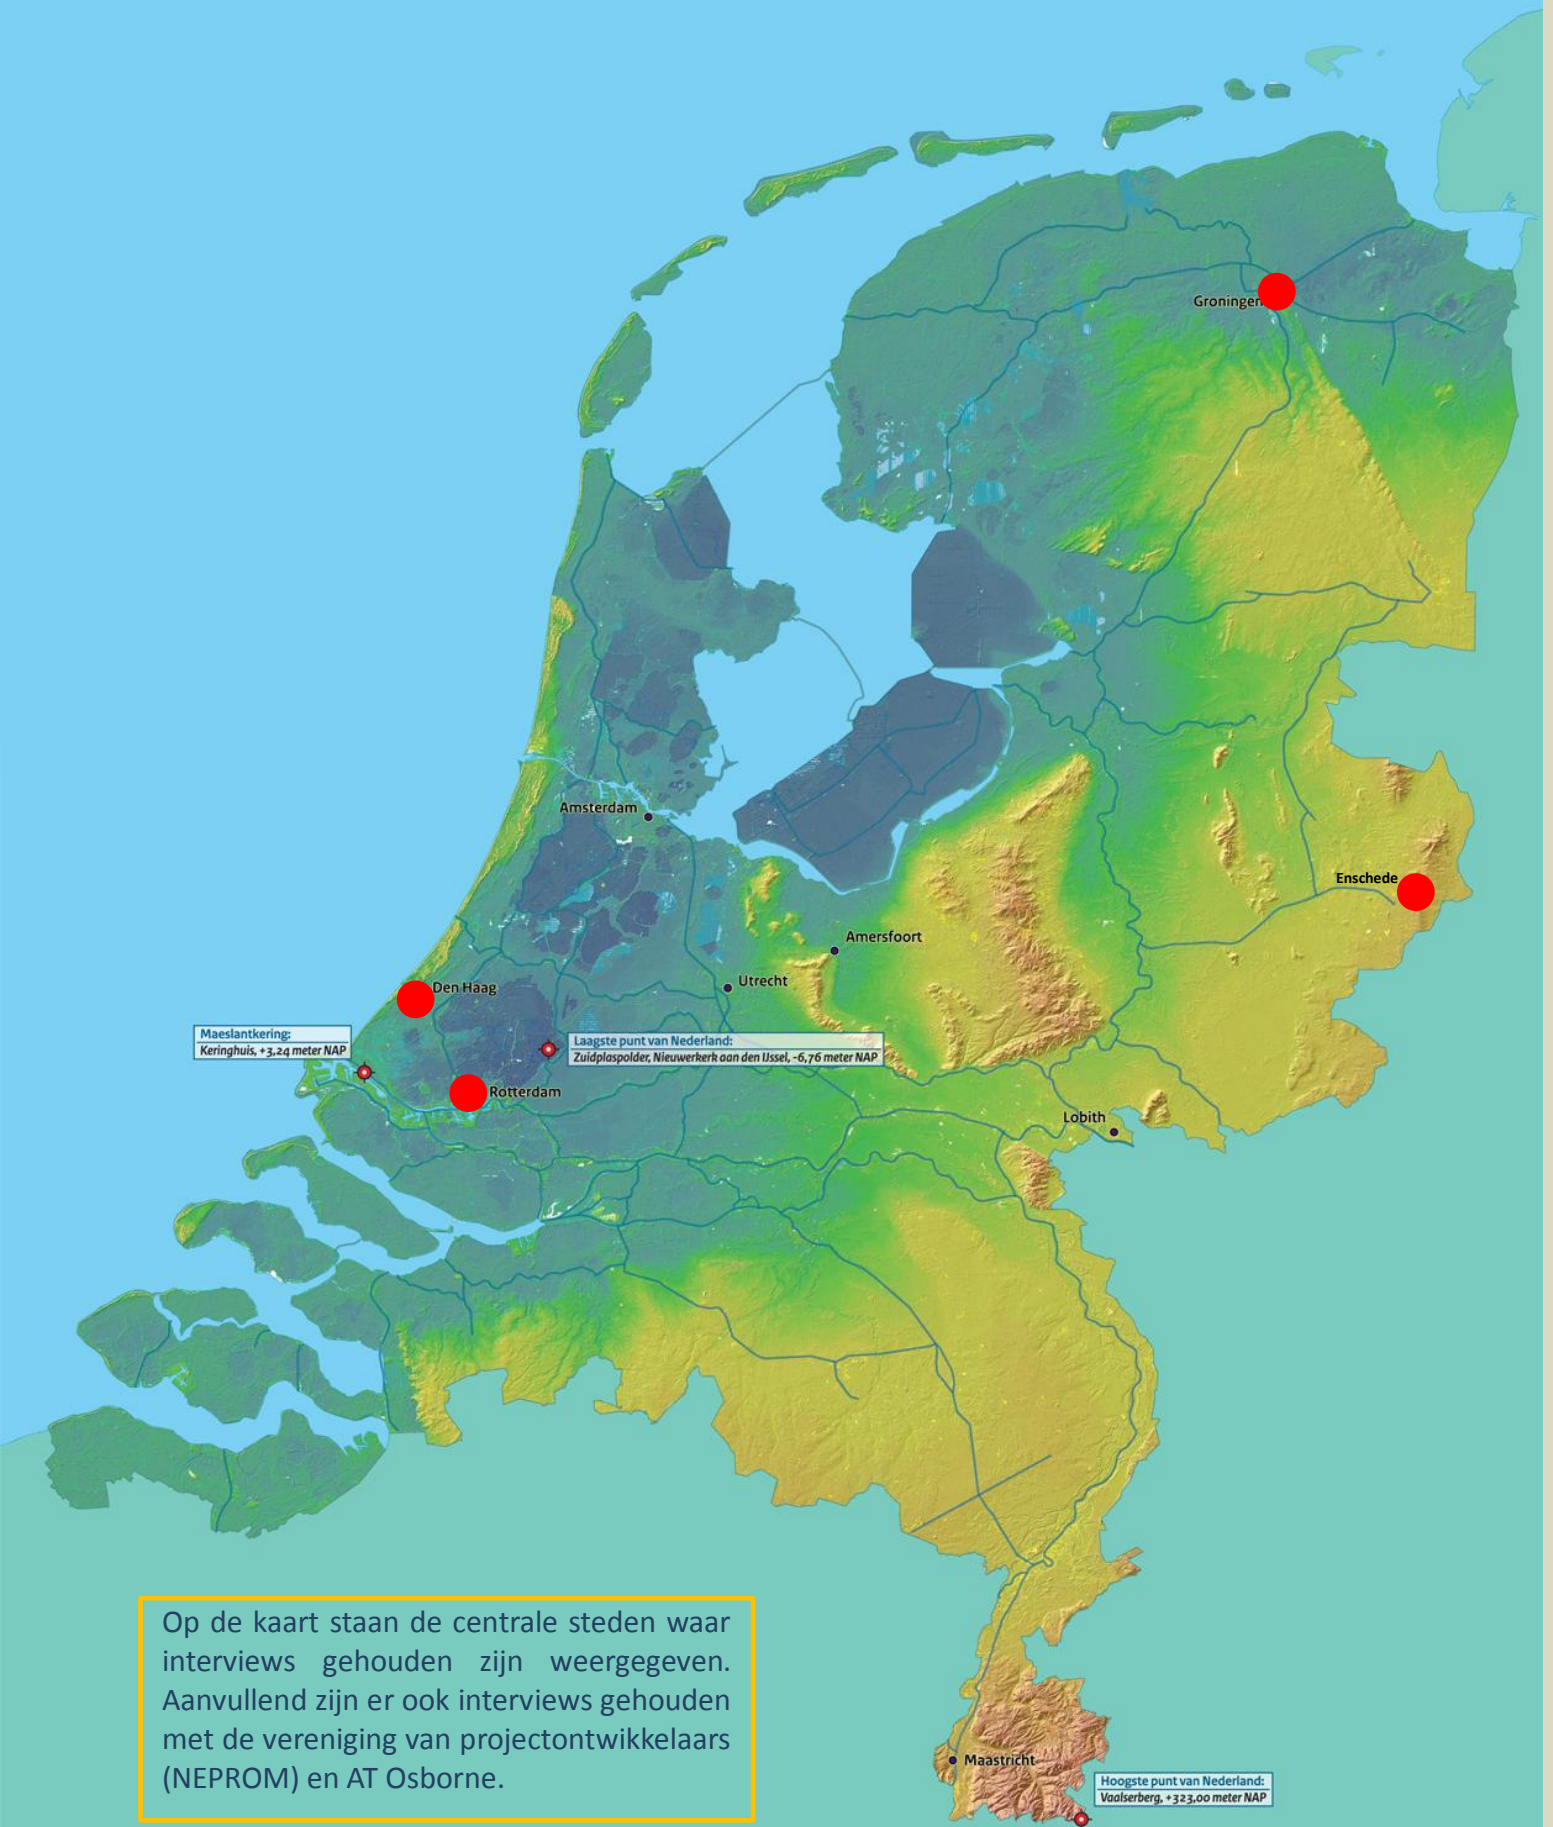 Groningen
Amsterdam
Enschede
Amersfoort
Utrecht
Den Haag
Maeslantkering:
Keringhuis, +3,24 meter NAP
Laagste punt van Nederland:
Zuidplaspolder, Nieuwerkerk aan den IJssel, -6,76 meter NAP
Rotterdam
Lobith
Op de kaart staan de centrale steden waar
interviews gehouden zijn weergegeven.
Aanvullend zijn er ook interviews gehouden
met de vereniging van projectontwikkelaars
(NEPROM) en AT Osborne.
Maastricht
Hoogste punt van Nederland:
Vaalserberg, +323,00 meter NAP